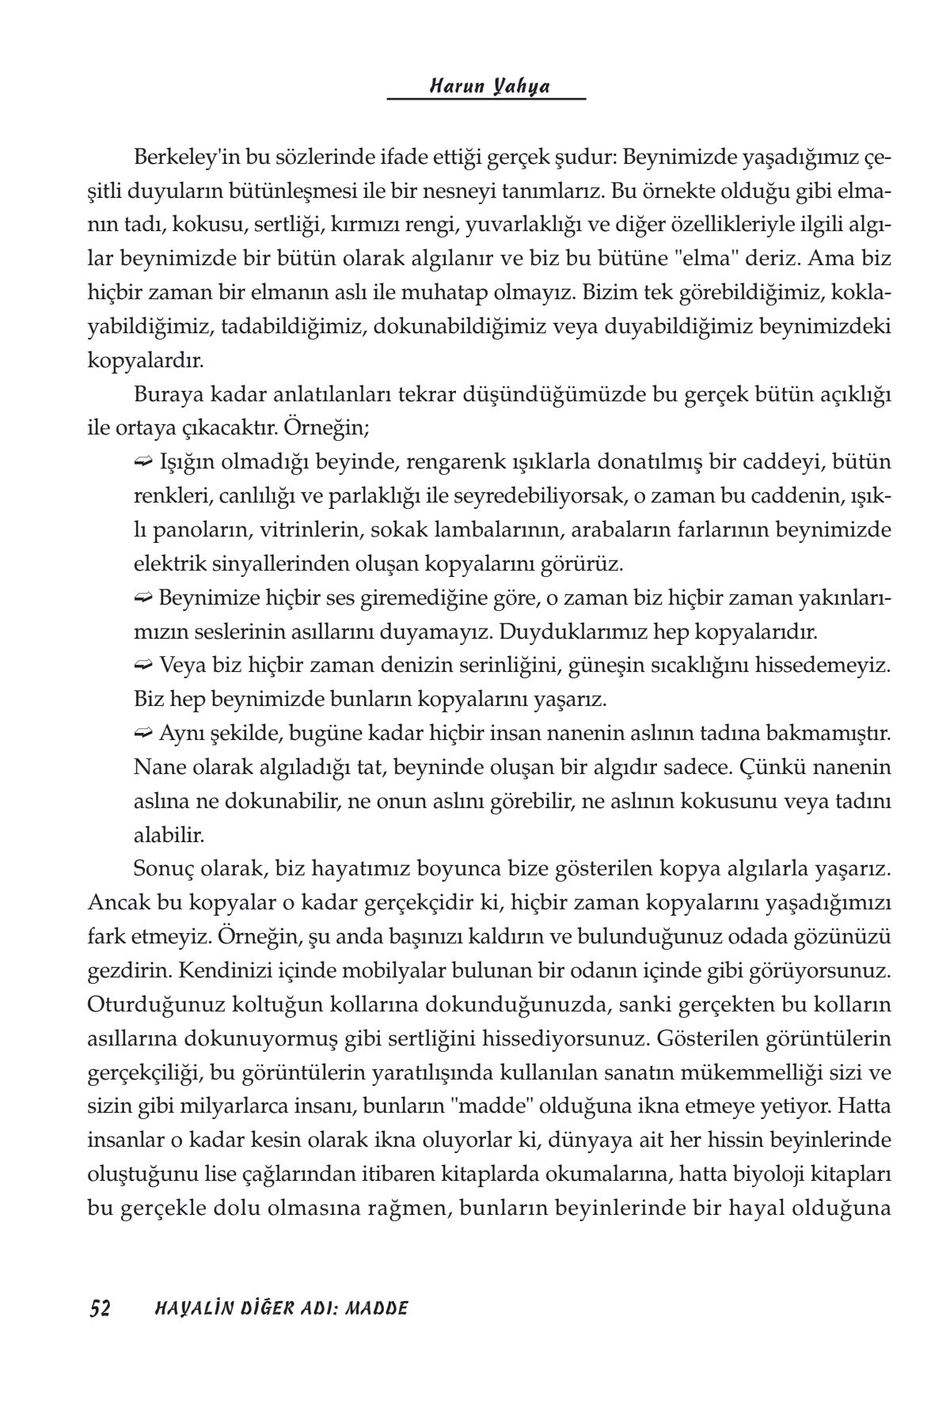 Harun Yahya
Berkeley'in bu sözlerinde ifade ettiği gerçek şudur: Beynimizde yaşadığımız çe-
şitli duyuların bütünleşmesi ile bir nesneyi tanımlarız. Bu örnekte olduğu gibi elma-
nın tadı, kokusu, sertliği, kırmızı rengi, yuvarlaklığı ve diğer özellikleriyle ilgili algı-
lar beynimizde bir bütün olarak algılanır ve biz bu bütüne "elma" deriz. Ama biz
hiçbir zaman bir elmanın aslı ile muhatap olmayız. Bizim tek görebildiğimiz, kokla-
yabildiğimiz, tadabildiğimiz, dokunabildiğimiz veya duyabildiğimiz beynimizdeki
kopyalardır.
Buraya kadar anlatılanları tekrar düşündüğümüzde bu gerçek bütün açıklığı
ile ortaya çıkacaktır. Örneğin;
➫ Işığın olmadığı beyinde, rengarenk ışıklarla donatılmış bir caddeyi, bütün
renkleri, canlılığı ve parlaklığı ile seyredebiliyorsak, o zaman bu caddenin, ışık-
lı panoların, vitrinlerin, sokak lambalarının, arabaların farlarının beynimizde
elektrik sinyallerinden oluşan kopyalarını görürüz.
➫ Beynimize hiçbir ses giremediğine göre, o zaman biz hiçbir zaman yakınları-
mızın seslerinin asıllarını duyamayız. Duyduklarımız hep kopyalarıdır.
➫ Veya biz hiçbir zaman denizin serinliğini, güneşin sıcaklığını hissedemeyiz.
Biz hep beynimizde bunların kopyalarını yaşarız.
➫ Aynı şekilde, bugüne kadar hiçbir insan nanenin aslının tadına bakmamıştır.
Nane olarak algıladığı tat, beyninde oluşan bir algıdır sadece. Çünkü nanenin
aslına ne dokunabilir, ne onun aslını görebilir, ne aslının kokusunu veya tadını
alabilir.
Sonuç olarak, biz hayatımız boyunca bize gösterilen kopya algılarla yaşarız.
Ancak bu kopyalar o kadar gerçekçidir ki, hiçbir zaman kopyalarını yaşadığımızı
fark etmeyiz. Örneğin, şu anda başınızı kaldırın ve bulunduğunuz odada gözünüzü
gezdirin. Kendinizi içinde mobilyalar bulunan bir odanın içinde gibi görüyorsunuz.
Oturduğunuz koltuğun kollarına dokunduğunuzda, sanki gerçekten bu kolların
asıllarına dokunuyormuş gibi sertliğini hissediyorsunuz. Gösterilen görüntülerin
gerçekçiliği, bu görüntülerin yaratılışında kullanılan sanatın mükemmelliği sizi ve
sizin gibi milyarlarca insanı, bunların "madde" olduğuna ikna etmeye yetiyor. Hatta
insanlar o kadar kesin olarak ikna oluyorlar ki, dünyaya ait her hissin beyinlerinde
oluştuğunu lise çağlarından itibaren kitaplarda okumalarına, hatta biyoloji kitapları
bu gerçekle dolu olmasına rağmen, bunların beyinlerinde bir hayal olduğuna
52 HAYALİN DİĞER ADI: MADDE